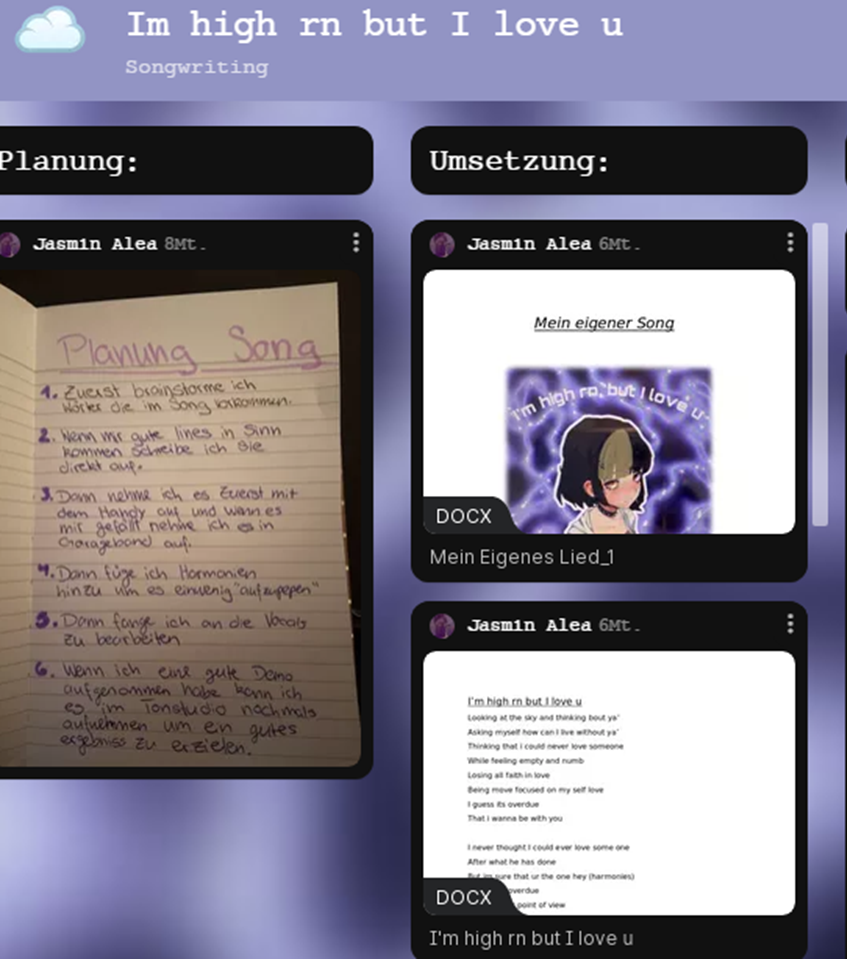 Im high rn but I love u
Songwriting
Planung:
Jasmin Alea 8Mt.
Planung Song
1. Zuerst brainstorme ich
Wörter die im Song vorkommen.
2. Wenn mir gute lines in Sinn
kommen schreibe ich sie
direkt auf.
3. Dann nehme ich es Zuerst mit
dem Handy auf und wenn es
mir gefällt nehme ich es in
Garageband auf.
4. Dann füge ich Harmonien
hinzu um es einwenig "aufzupepen"
5. Dann fange ich an die Vocals
zu bearbeiten
6. Wenn ich eine gute Demo
aufgenommen habe kann ich
es im Tonstudio nochmals
aufnehmen um ein gutes
ergebniss zu erzielen.
Umsetzung:
Jasmin Alea 6Mt.
Mein eigener Song
I'm high rn, but I love u
DOCX
Mein Eigenes Lied_1
Jasmin Alea 6Mt.
I'm high rn but I love u
Looking at the sky and thinking bout ya'
Asking myself how can I live without ya'
Thinking that i could never love someone
While feeling empty and numb
Losing all faith in love
Being move focused on my self love
I guess its overdue
That i wanna be with you
I never thought I could ever love some one
After what he has done
But im sure that ur the one hey (harmonies)
overdue
point of view
DOCX
I'm high rn but I love u